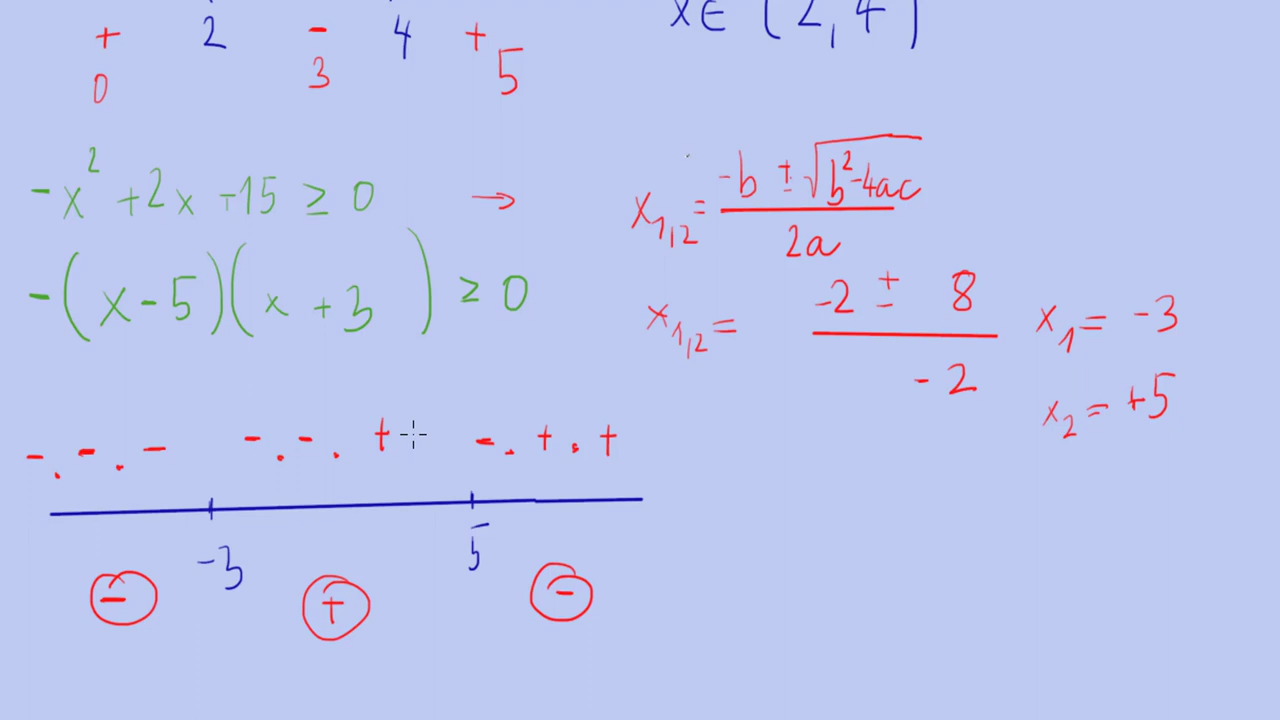 + 2 - 4 + x ∈ (2, 4)
0 3 5
-x² + 2x + 15 ≥ 0 → x₁,₂ = (-b ± √(b² - 4ac)) / 2a
-(x - 5)(x + 3) ≥ 0
x₁,₂ = (-2 ± 8) / -2 x₁ = -3
x₂ = +5
- . - . - - . - . + - . + . +
-3 5
- + -